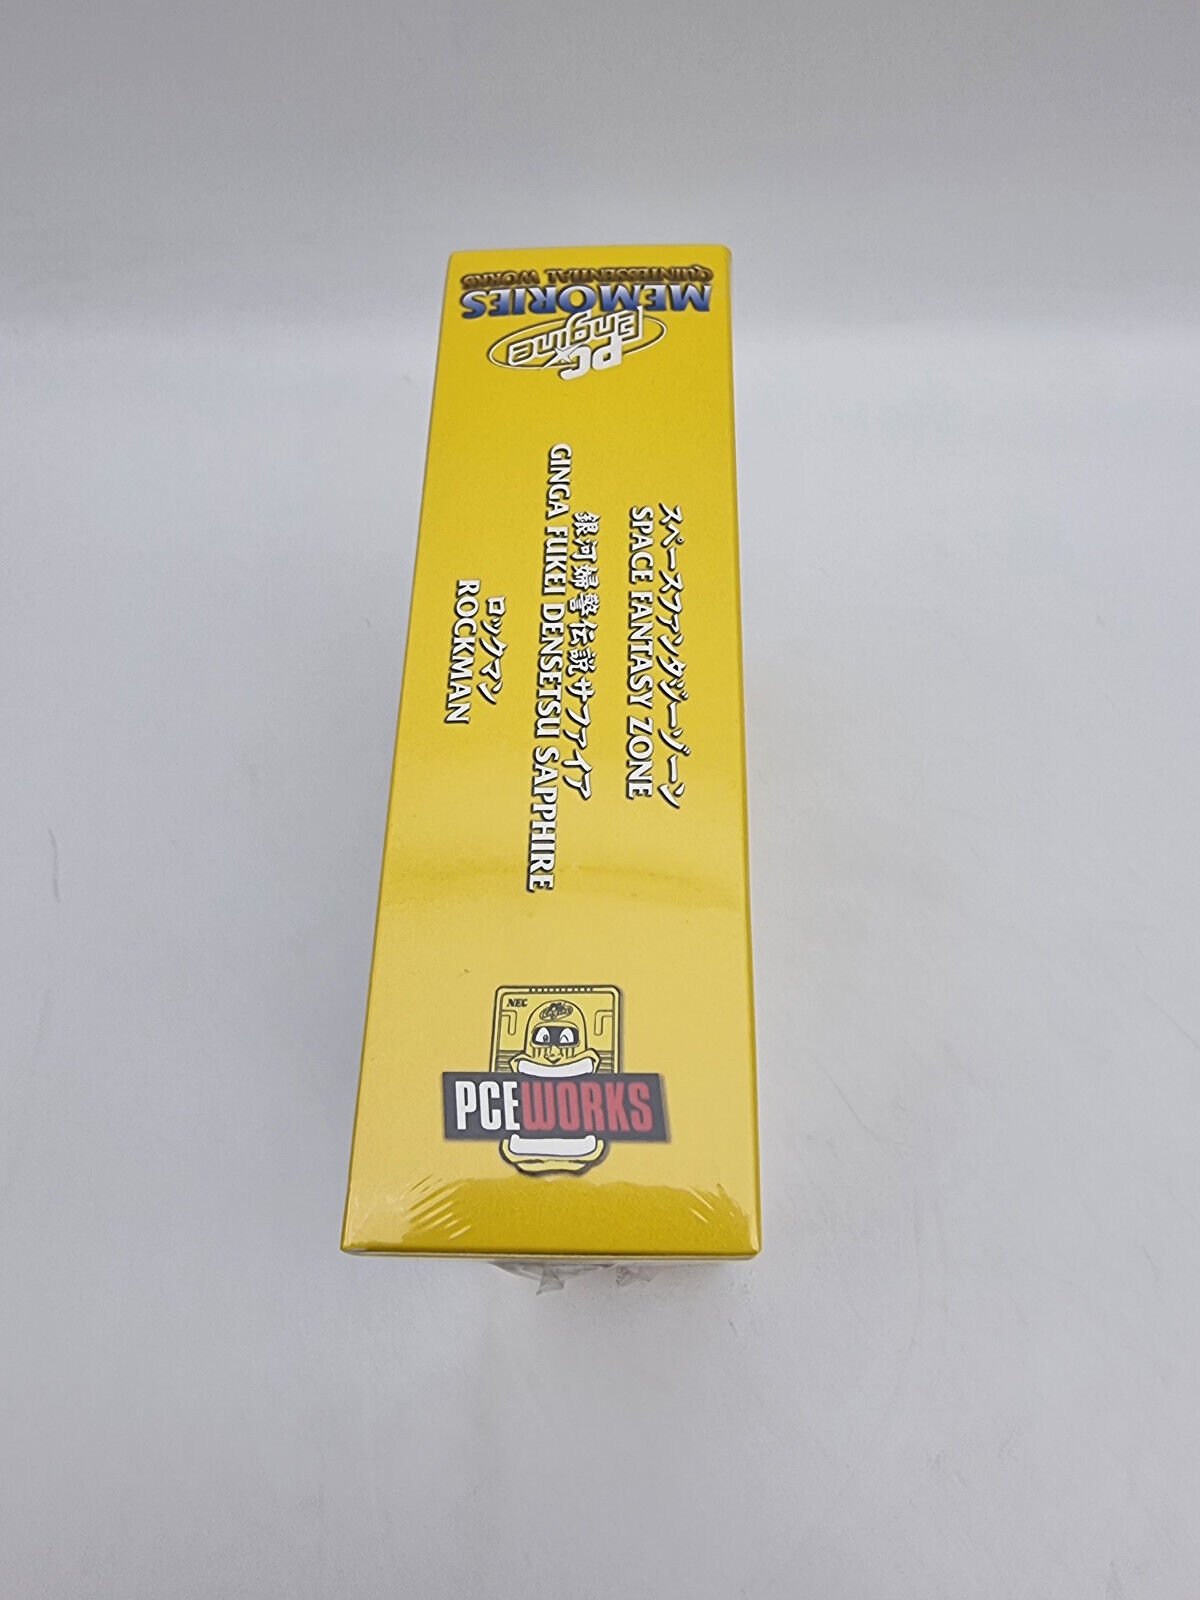 PC Engine
MEMORIES
QUINTESSENTIAL WORKS
スペースファンタジーゾーン
SPACE FANTASY ZONE
銀河婦警伝説サファイア
GINGA FUKEI DENSETSU SAPPHIRE
ロックマン
ROCKMAN
NEC
PC Engine
PCEWORKS